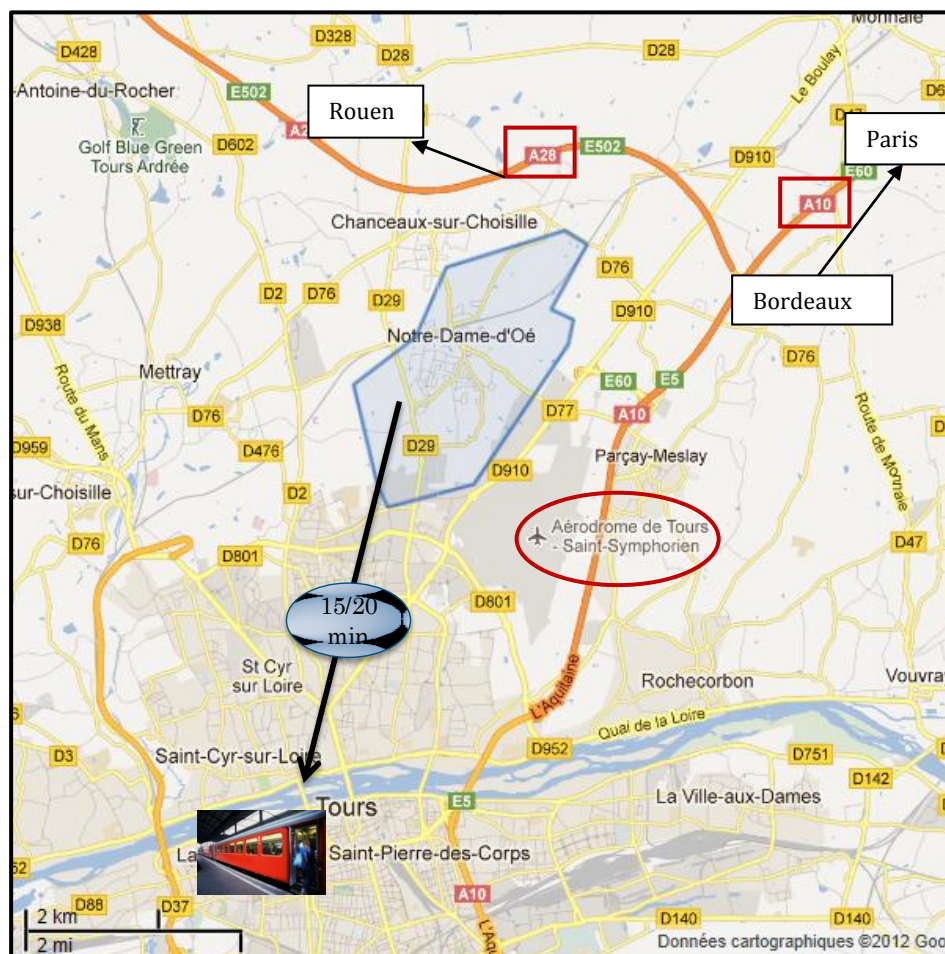 Monnaie
D328
D428
D28
D28
Le Boulay
-Antoine-du-Rocher
E502
Rouen
Golf Blue Green
Tours Ardrée
D602
A28
E502
D910
Paris
E60
A10
Chanceaux-sur-Choisille
D76
D2
D76
D29
D910
Bordeaux
D938
Notre-Dame-d'Oé
Mettray
Route du Mans
E60
E5
D76
D76
D77
A10
Route de Monnaie
D959
D476
D29
D910
Parçay-Meslay
sur-Choisille
D2
Aérodrome de Tours
- Saint-Symphorien
D76
D801
D47
15/20
min
D801
St Cyr
sur Loire
L'Aquitaine
Rochecorbon
Vouvray
Quai de la Loire
D3
Saint-Cyr-sur-Loire
D952
D751
D142
Tours
E5
La Ville-aux-Dames
La
Saint-Pierre-des-Corps
D88
D37
A10
2 km
2 mi
D140
D140
Données cartographiques ©2012 Goo